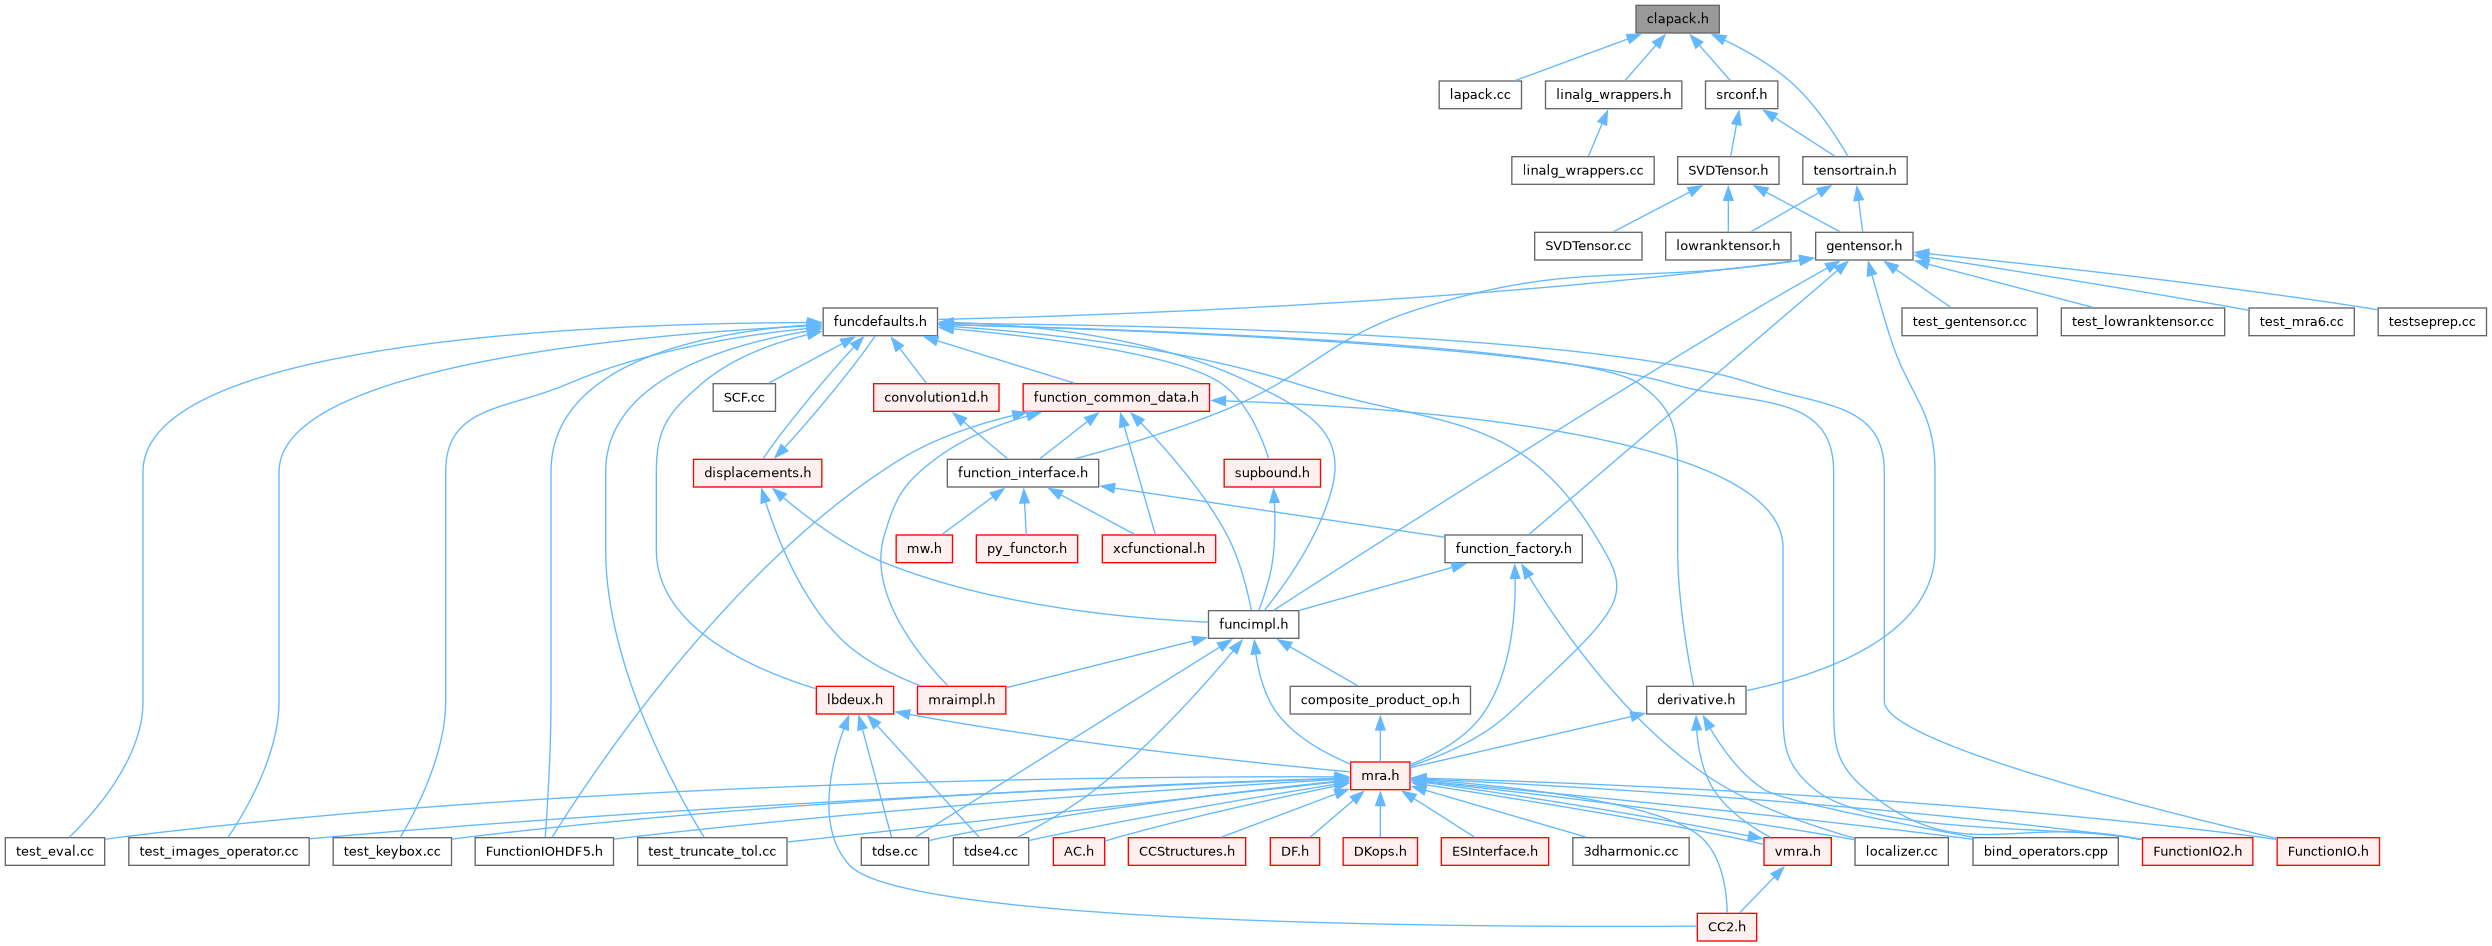 clapack.h
lapack.cc
linalg_wrappers.h
srconf.h
linalg_wrappers.cc
SVDTensor.h
tensortrain.h
SVDTensor.cc
lowranktensor.h
gentensor.h
funcdefaults.h
test_gentensor.cc
test_lowranktensor.cc
test_mra6.cc
testseprep.cc
SCF.cc
convolution1d.h
function_common_data.h
displacements.h
function_interface.h
supbound.h
mw.h
py_functor.h
xcfunctional.h
function_factory.h
funcimpl.h
lbdeux.h
mraimpl.h
composite_product_op.h
derivative.h
mra.h
test_eval.cc
test_images_operator.cc
test_keybox.cc
FunctionIOHDF5.h
test_truncate_tol.cc
tdse.cc
tdse4.cc
AC.h
CCStructures.h
DF.h
DKops.h
ESInterface.h
3dharmonic.cc
vmra.h
localizer.cc
bind_operators.cpp
FunctionIO2.h
FunctionIO.h
CC2.h